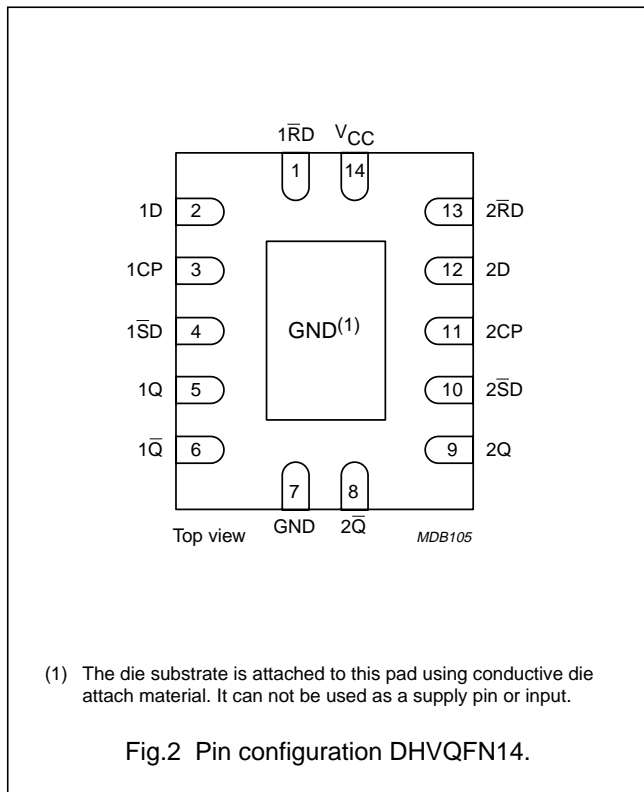 1R̅D VCC
1 14
1D 2 13 2R̅D
1CP 3 12 2D
1S̅D 4 GND(1) 11 2CP
1Q 5 10 2S̅D
1Q̅ 6 9 2Q
7 8
Top view GND 2Q̅ MDB105
(1) The die substrate is attached to this pad using conductive die
attach material. It can not be used as a supply pin or input.
Fig.2 Pin configuration DHVQFN14.